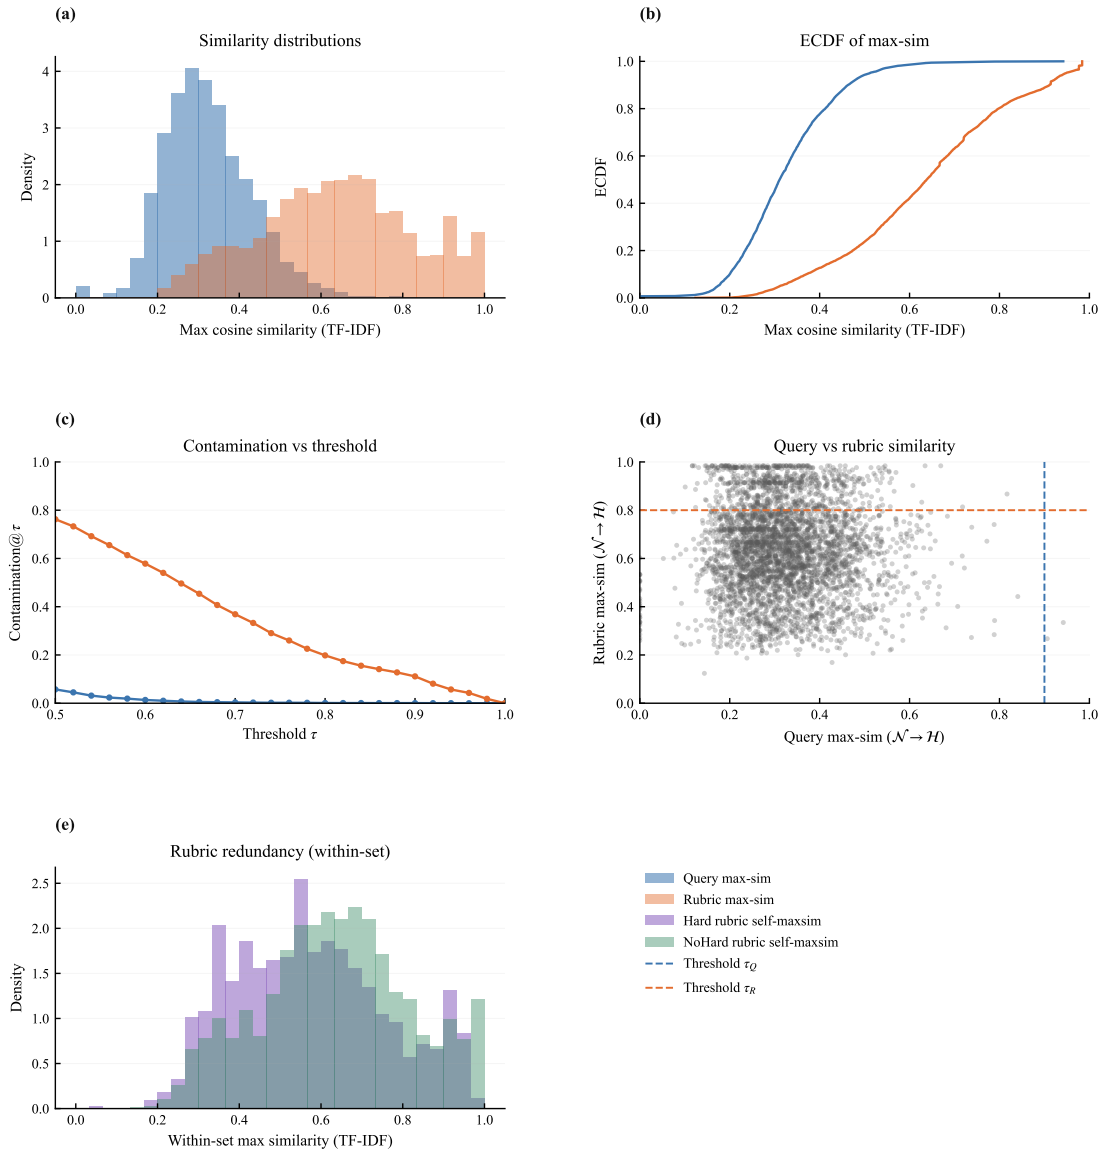 (a)
Similarity distributions
4
3
2
1
0
Density
0.0 0.2 0.4 0.6 0.8 1.0
Max cosine similarity (TF-IDF)
(b)
ECDF of max-sim
1.0
0.8
0.6
0.4
0.2
0.0
ECDF
0.0 0.2 0.4 0.6 0.8 1.0
Max cosine similarity (TF-IDF)
(c)
Contamination vs threshold
1.0
0.8
0.6
0.4
0.2
0.0
Contamination@τ
0.5 0.6 0.7 0.8 0.9 1.0
Threshold τ
(d)
Query vs rubric similarity
1.0
0.8
0.6
0.4
0.2
0.0
Rubric max-sim (𝒩 → ℋ)
0.0 0.2 0.4 0.6 0.8 1.0
Query max-sim (𝒩 → ℋ)
(e)
Rubric redundancy (within-set)
2.5
2.0
1.5
1.0
0.5
0.0
Density
0.0 0.2 0.4 0.6 0.8 1.0
Within-set max similarity (TF-IDF)
Query max-sim
Rubric max-sim
Hard rubric self-maxsim
NoHard rubric self-maxsim
Threshold τ_Q
Threshold τ_R